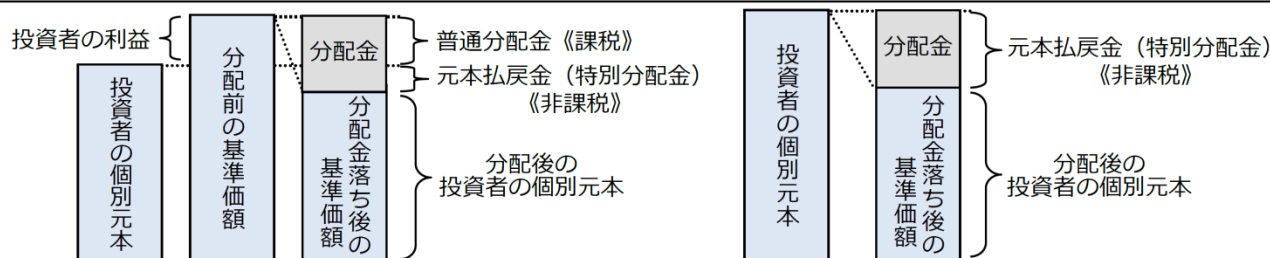 投資者の利益
投資者の個別元本
分配前の基準価額
分配金
分配金落ち後の
基準価額
普通分配金《課税》
元本払戻金（特別分配金）
《非課税》
分配後の
投資者の個別元本
投資者の個別元本
分配金
分配金落ち後の
基準価額
元本払戻金（特別分配金）
《非課税》
分配後の
投資者の個別元本